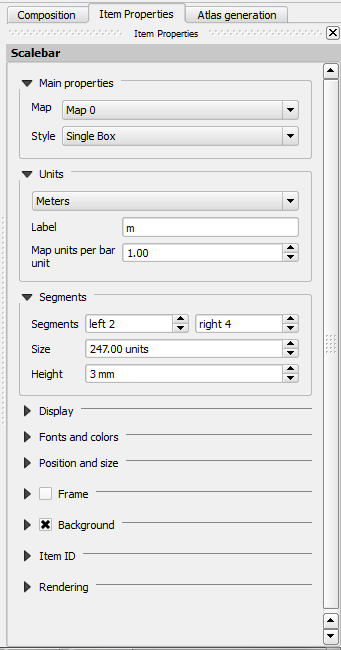 Composition Item Properties Atlas generation
Item Properties
Scalebar
Main properties
Map Map 0
Style Single Box
Units
Meters
Label m
Map units per bar
unit 1.00
Segments
Segments left 2 right 4
Size 247.00 units
Height 3 mm
Display
Fonts and colors
Position and size
Frame
Background
Item ID
Rendering